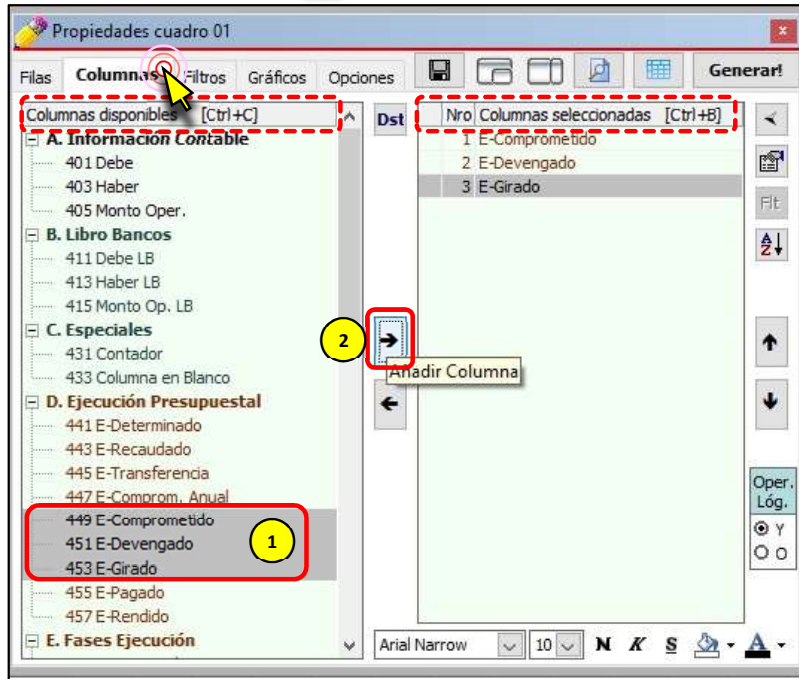 Propiedades cuadro 01
x
Filas Columnas Filtros Gráficos Opciones Generar!
Columnas disponibles [Ctrl+C]
A. Información Contable
401 Debe
403 Haber
405 Monto Oper.
B. Libro Bancos
411 Debe LB
413 Haber LB
415 Monto Op. LB
C. Especiales
431 Contador
433 Columna en Blanco
D. Ejecución Presupuestal
441 E-Determinado
443 E-Recaudado
445 E-Transferencia
447 E-Comprom. Anual
449 E-Comprometido
451 E-Devengado
453 E-Girado
1
455 E-Pagado
457 E-Rendido
E. Fases Ejecución
Dst
2
Añadir Columna
Nro Columnas seleccionadas [Ctrl+B]
1 E-Comprometido
2 E-Devengado
3 E-Girado
Flt
A
Z
Oper.
Lóg.
Y
O
Arial Narrow 10 N K S A